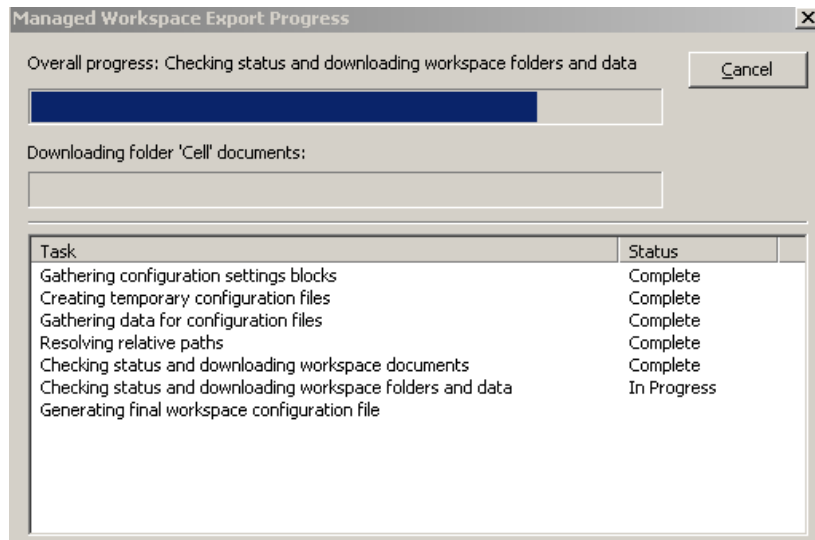 Managed Workspace Export Progress
Overall progress: Checking status and downloading workspace folders and data
Cancel
Downloading folder 'Cell' documents:
Task Status
Gathering configuration settings blocks Complete
Creating temporary configuration files Complete
Gathering data for configuration files Complete
Resolving relative paths Complete
Checking status and downloading workspace documents Complete
Checking status and downloading workspace folders and data In Progress
Generating final workspace configuration file